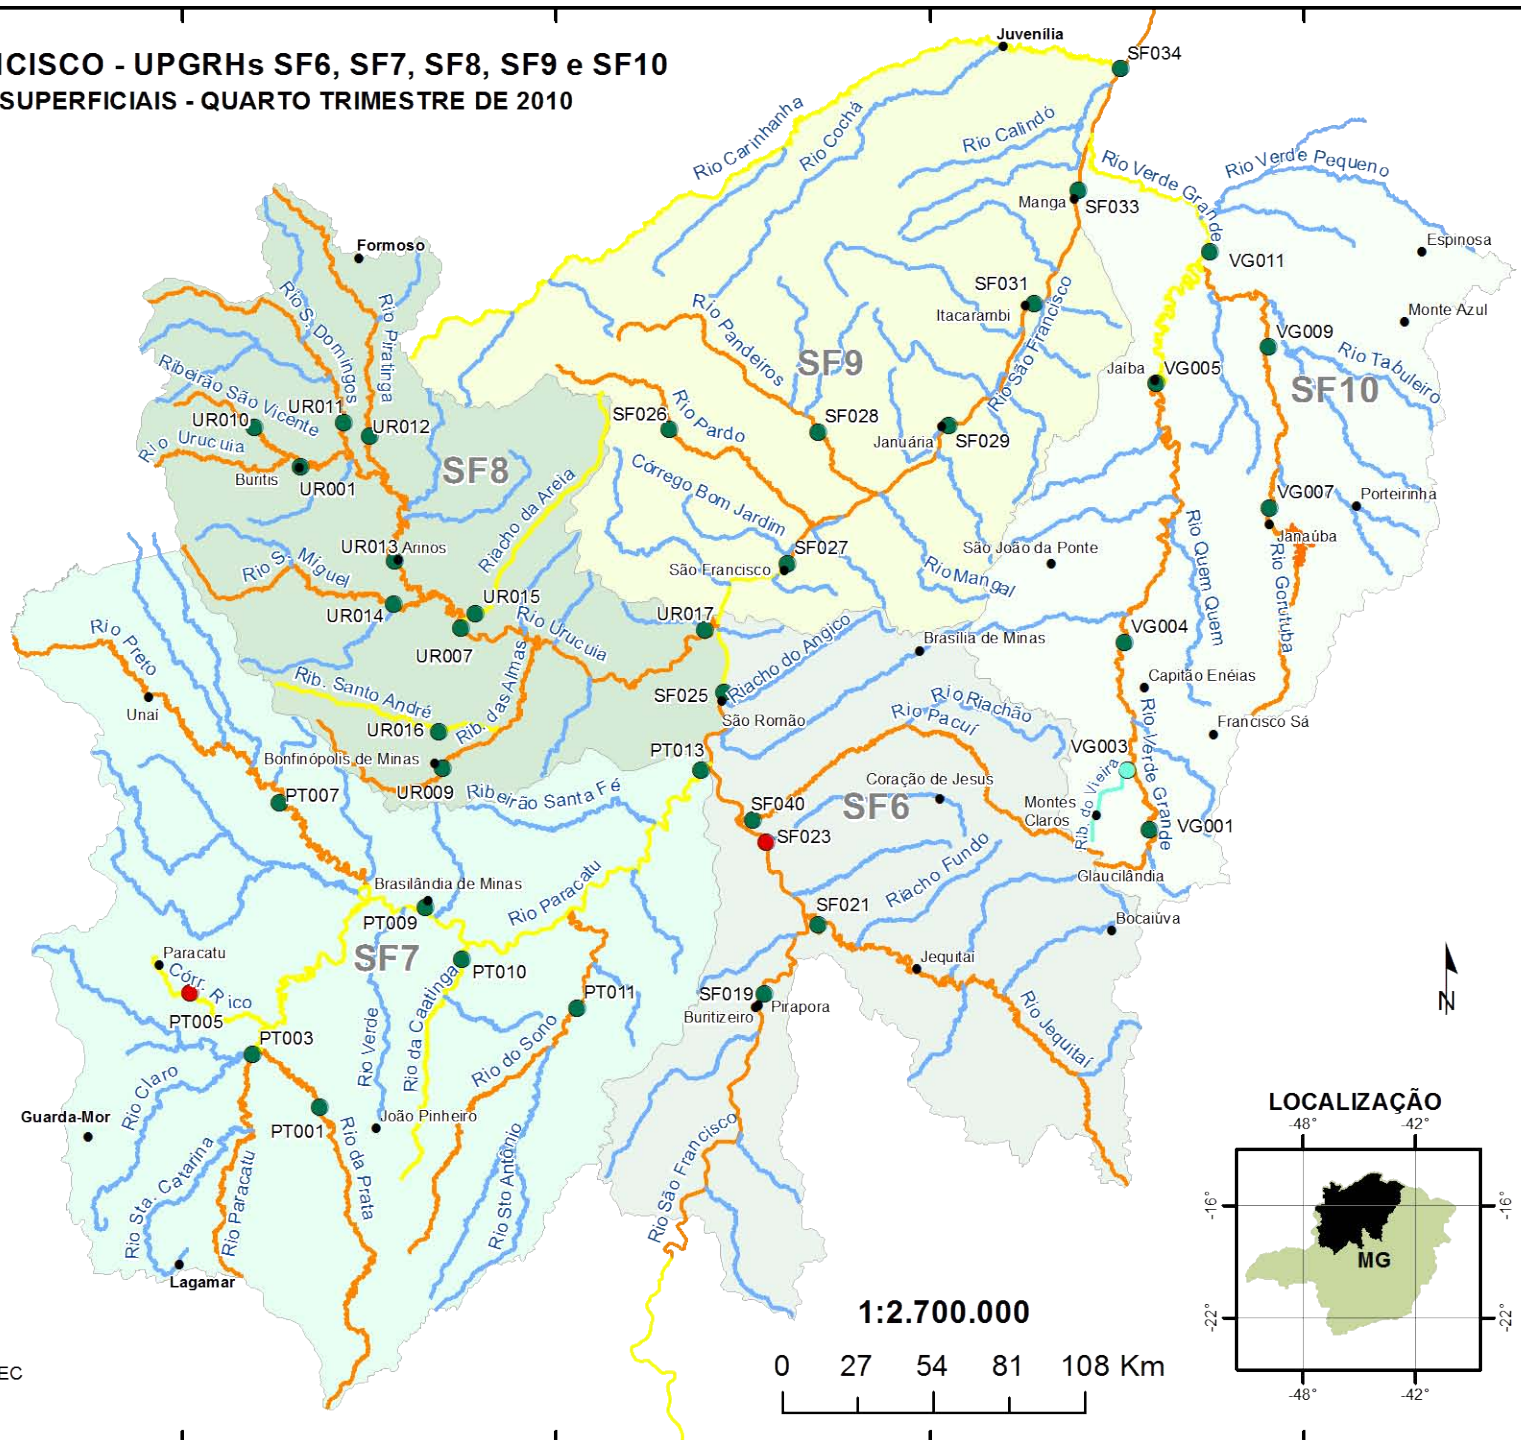 CISCO - UPGRHs SF6, SF7, SF8, SF9 e SF10
SUPERFICIAIS - QUARTO TRIMESTRE DE 2010
Juvenília
SF034
Rio Carinhanha
Rio Cochá
Rio Calindó
Rio Verde Grande
Rio Verde Pequeno
Manga
SF033
Espinosa
VG011
Formoso
SF031
Itacarambi
Rio São Francisco
Monte Azul
Rio S. Domingos
Rio Piratinga
Rio Pandeiros
SF9
VG009
Rio Tabuleiro
Jaíba
VG005
SF10
Ribeirão São Vicente
UR010
UR011
UR012
SF026
Rio Pardo
SF028
Januária
SF029
Rio Urucuia
Buritis
UR001
SF8
Riacho da Areia
Córrego Bom Jardim
VG007
Porteirinha
Janaúba
UR013
Arinos
Rio S. Miguel
SF027
São Francisco
Rio Mangal
São João da Ponte
Rio Quem Quem
Rio Gorutuba
UR014
UR015
Rio Urucuia
UR007
UR017
Riacho do Angico
Brasília de Minas
VG004
Rio Preto
Unaí
Rib. Santo André
UR016
Rib. das Almas
SF025
São Romão
Rio Riachão
Rio Pacuí
Capitão Enéias
Francisco Sá
Bonfinópolis de Minas
UR009
PT013
VG003
Rio Verde Grande
Rib. do Vieira
PT007
Ribeirão Santa Fé
Coração de Jesus
SF6
SF040
SF023
Montes
Claros
VG001
Glaucilândia
Riacho Fundo
Brasilândia de Minas
PT009
Rio Paracatu
SF021
Bocaiúva
SF7
Paracatu
Córr. Rico
PT005
PT010
Jequitaí
PT003
PT011
SF019
Buritizeiro
Pirapora
Rio Jequitaí
Rio Claro
Rio Verde
Rio da Caatinga
Rio do Sono
Guarda-Mor
PT001
João Pinheiro
Rio da Prata
Rio Sta. Catarina
Rio Paracatu
Rio Sto Antônio
Rio São Francisco
Lagamar
N
LOCALIZAÇÃO
-48°
-42°
-16°
-16°
MG
-22°
-22°
-48°
-42°
1:2.700.000
0 27 54 81 108 Km
EC